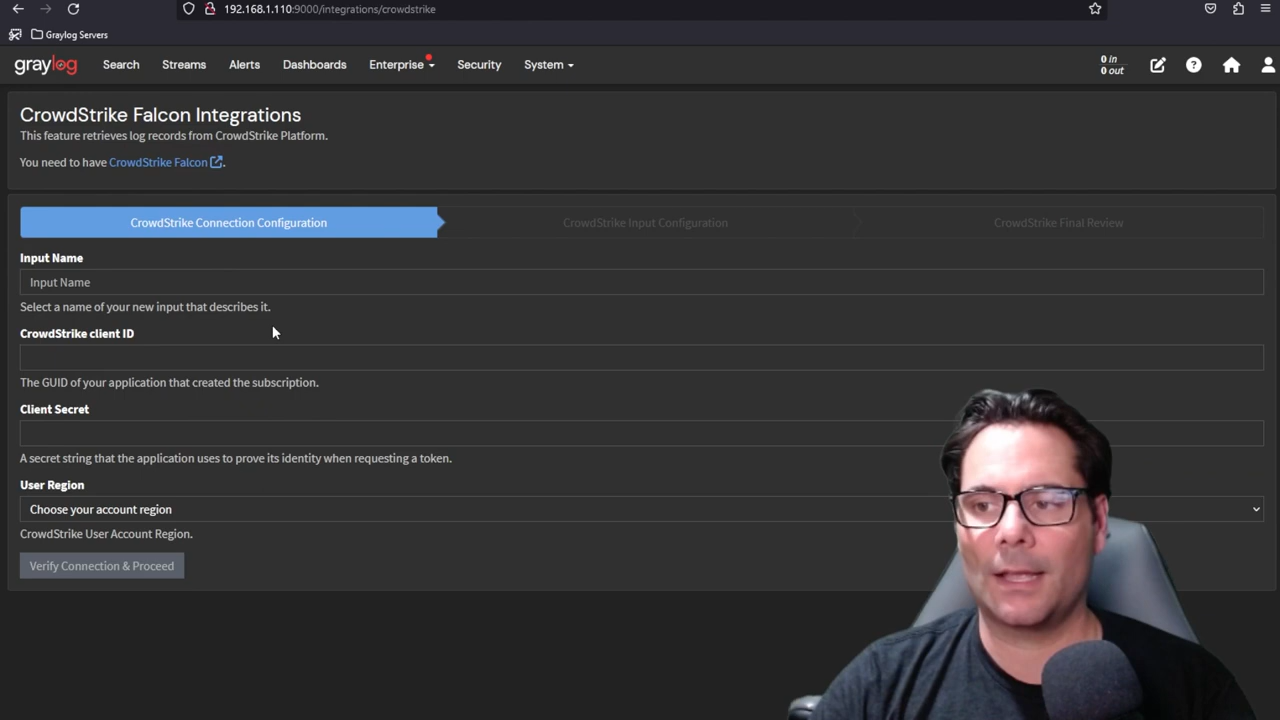 192.168.1.110:9000/integrations/crowdstrike
Graylog Servers
graylog Search Streams Alerts Dashboards Enterprise Security System 0 in
0 out
CrowdStrike Falcon Integrations
This feature retrieves log records from CrowdStrike Platform.
You need to have CrowdStrike Falcon.
CrowdStrike Connection Configuration CrowdStrike Input Configuration CrowdStrike Final Review
Input Name
Input Name
Select a name of your new input that describes it.
CrowdStrike client ID
The GUID of your application that created the subscription.
Client Secret
A secret string that the application uses to prove its identity when requesting a token.
User Region
Choose your account region
CrowdStrike User Account Region.
Verify Connection & Proceed